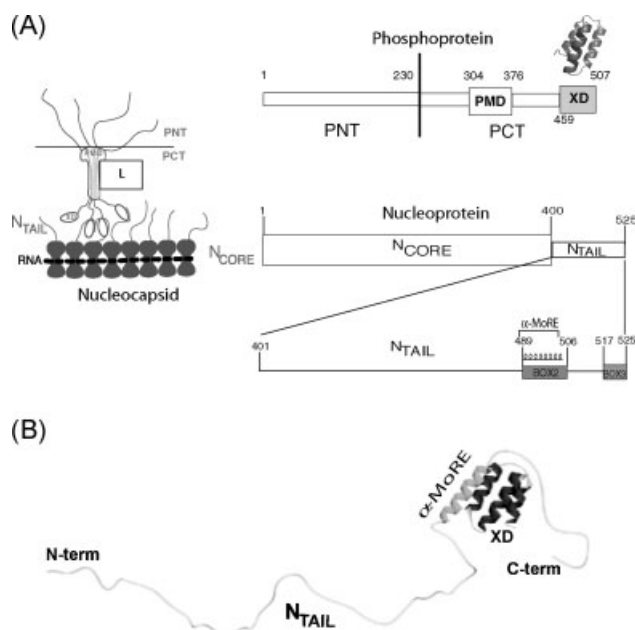 (A)
Phosphoprotein
1 230 304 376 507
PMD XD
459
PNT PCT
PNT
PCT
L
NTAIL
RNA
Nucleocapsid
NCORE
1 Nucleoprotein 400 525
NCORE NTAIL
α-MoRE
401 NTAIL 489 506 517 525
BOX2 BOX3
(B)
α-MoRE
XD
N-term
C-term
NTAIL